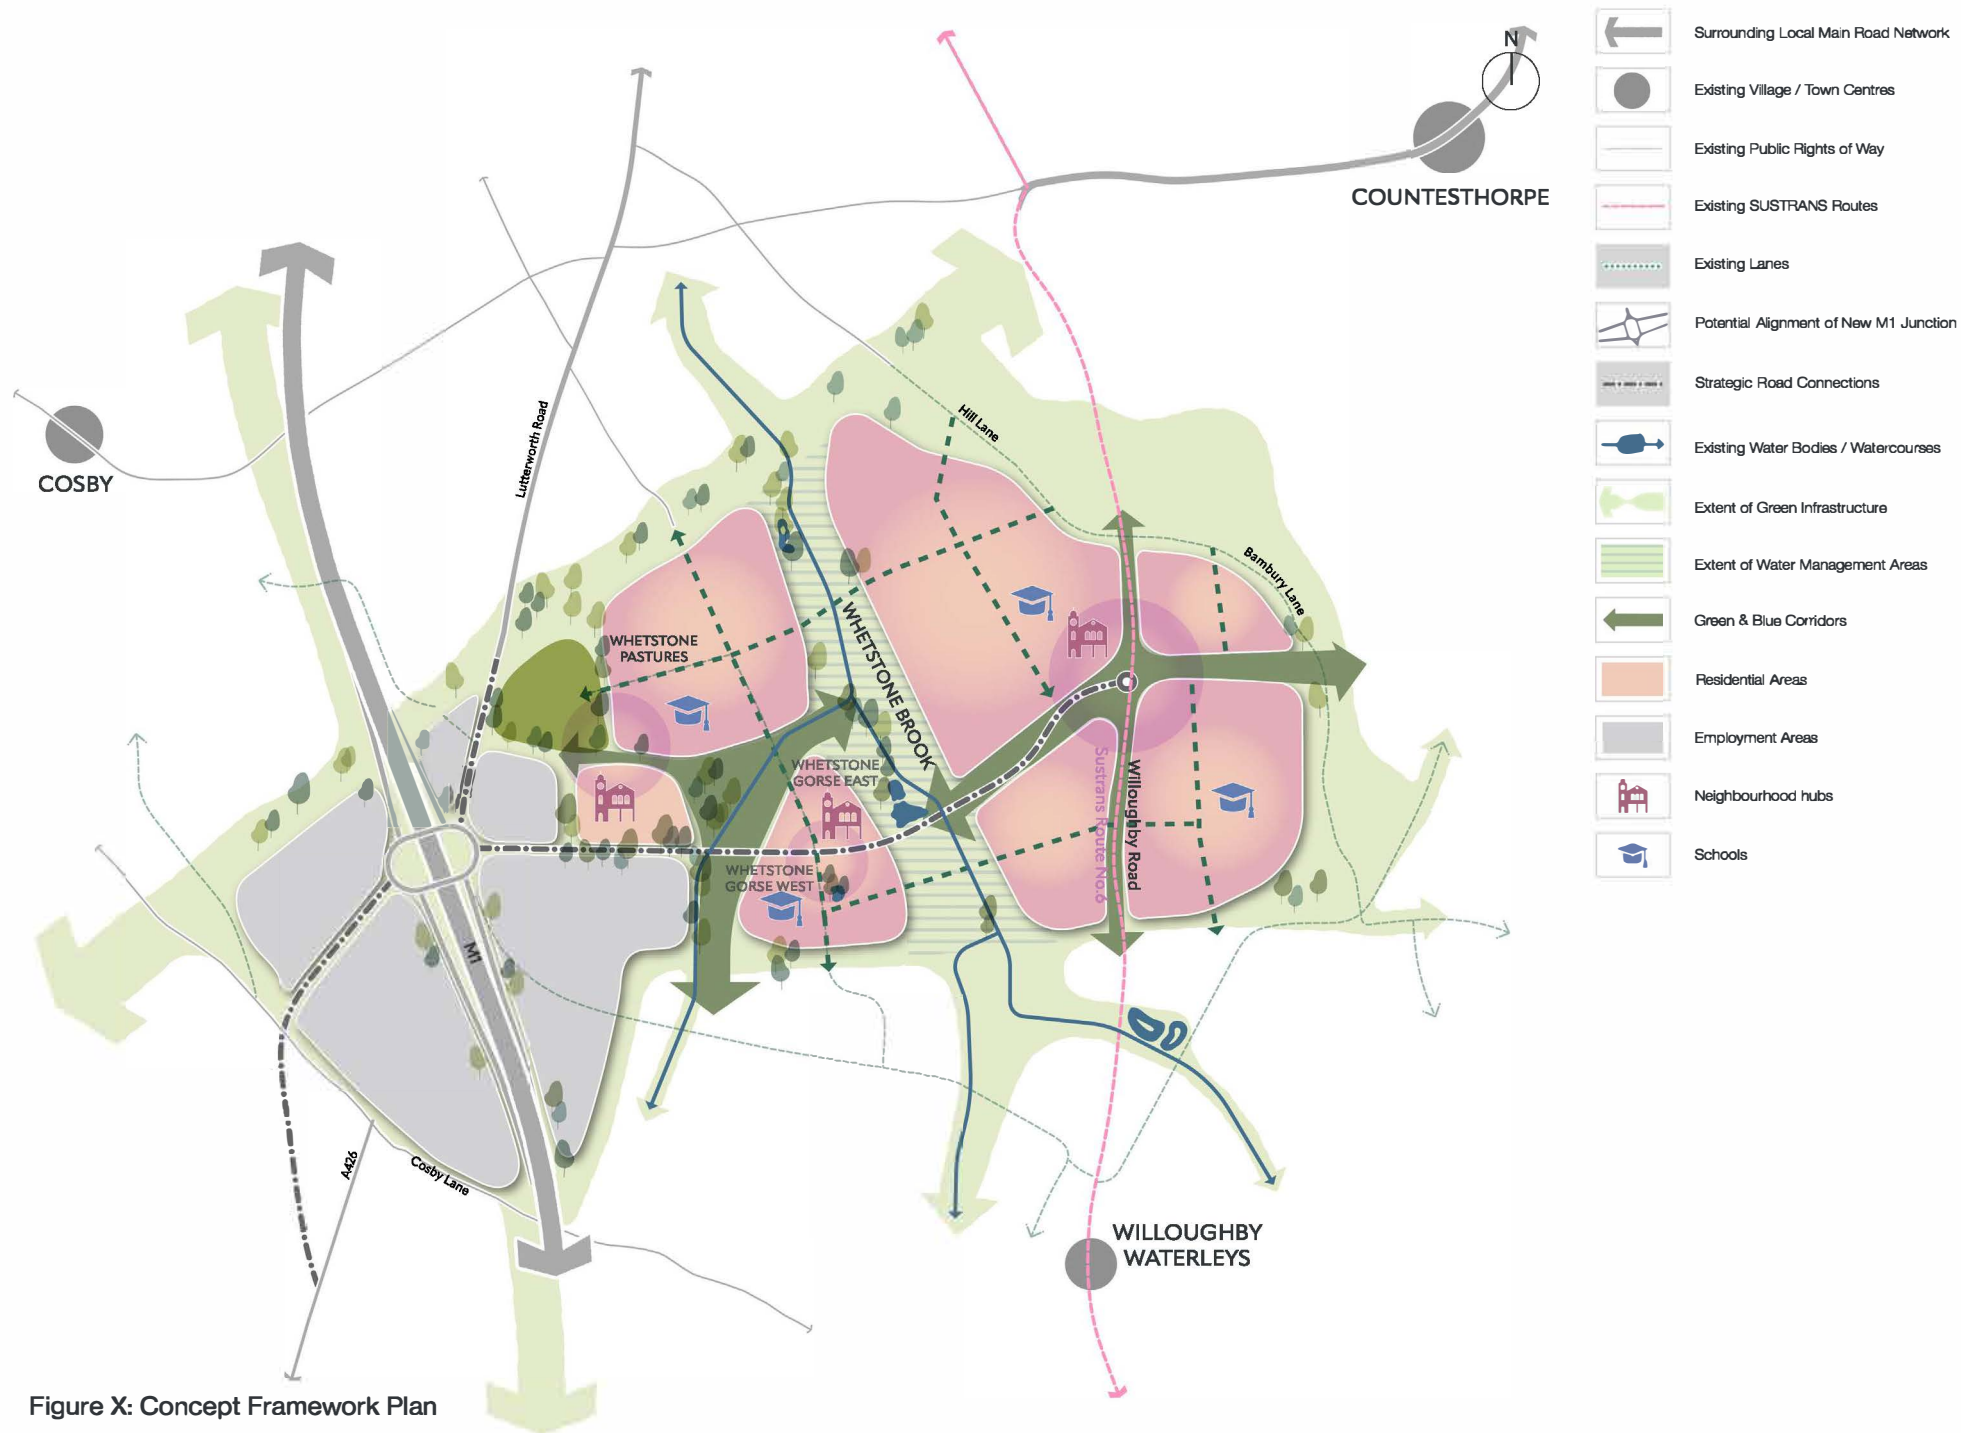 N
COUNTESTHORPE
COSBY
Lutterworth Road
Hill Lane
Bambury Lane
WHETSTONE
PASTURES
WHETSTONE BROOK
WHETSTONE
GORSE EAST
WHETSTONE
GORSE WEST
Sustrans Route No.6
Willoughby Road
M1
A426
Cosby Lane
WILLOUGHBY
WATERLEYS
Surrounding Local Main Road Network
Existing Village / Town Centres
Existing Public Rights of Way
Existing SUSTRANS Routes
Existing Lanes
Potential Alignment of New M1 Junction
Strategic Road Connections
Existing Water Bodies / Watercourses
Extent of Green Infrastructure
Extent of Water Management Areas
Green & Blue Corridors
Residential Areas
Employment Areas
Neighbourhood hubs
Schools
Figure X: Concept Framework Plan